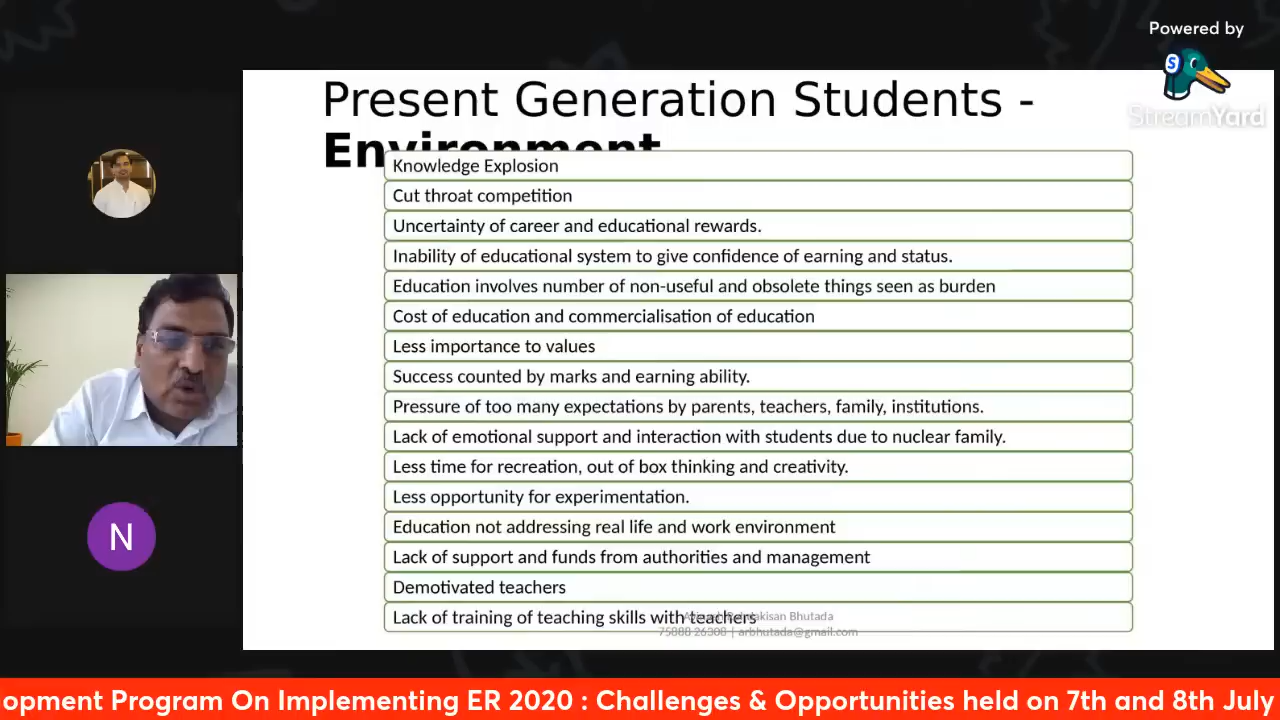 Powered by
StreamYard
Present Generation Students -
Environment
Knowledge Explosion
Cut throat competition
Uncertainty of career and educational rewards.
Inability of educational system to give confidence of earning and status.
Education involves number of non-useful and obsolete things seen as burden
Cost of education and commercialisation of education
Less importance to values
Success counted by marks and earning ability.
Pressure of too many expectations by parents, teachers, family, institutions.
Lack of emotional support and interaction with students due to nuclear family.
Less time for recreation, out of box thinking and creativity.
Less opportunity for experimentation.
Education not addressing real life and work environment
Lack of support and funds from authorities and management
Demotivated teachers
Lack of training of teaching skills with teachers
Bhutada
| arbhutada@gmail.com
N
opment Program On Implementing ER 2020 : Challenges & Opportunities held on 7th and 8th July